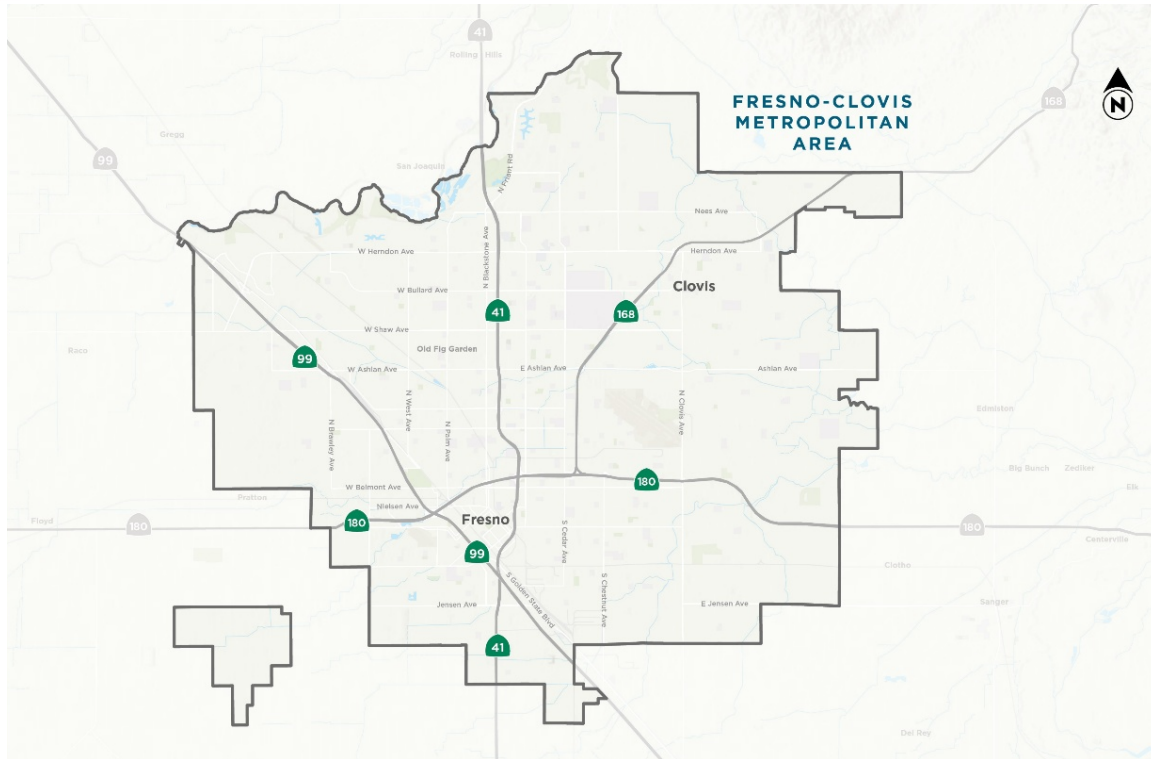 41
Rolling Hills
FRESNO-CLOVIS
METROPOLITAN
AREA
N
168
Gregg
99
San Joaquin
N Friant Rd
Nees Ave
W Herndon Ave
N Blackstone Ave
Herndon Ave
W Bullard Ave
Clovis
41
168
W Shaw Ave
Old Fig Garden
Roco
99
W Ashlan Ave
E Ashlan Ave
Ashlan Ave
N West Ave
N Clovis Ave
Edmiston
N Brawley Ave
N Palm Ave
Big Bunch
Zediker
180
W Belmont Ave
Elk
Pratton
Nielsen Ave
Floyd
180
180
Fresno
180
Centerville
S Cedar Ave
99
Clotho
S Golden State Blvd
S Chestnut Ave
Jensen Ave
E Jensen Ave
Sanger
41
Del Rey